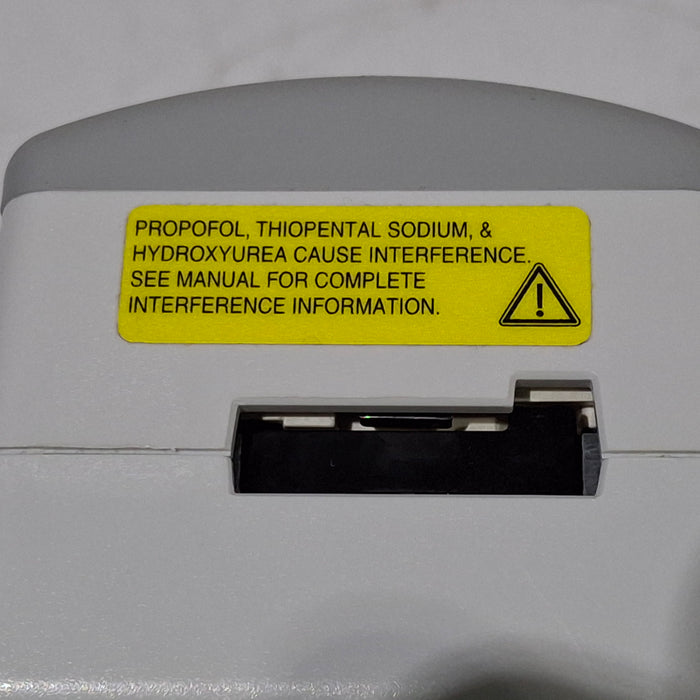 PROPOFOL, THIOPENTAL SODIUM, &
HYDROXYUREA CAUSE INTERFERENCE.
SEE MANUAL FOR COMPLETE
INTERFERENCE INFORMATION.